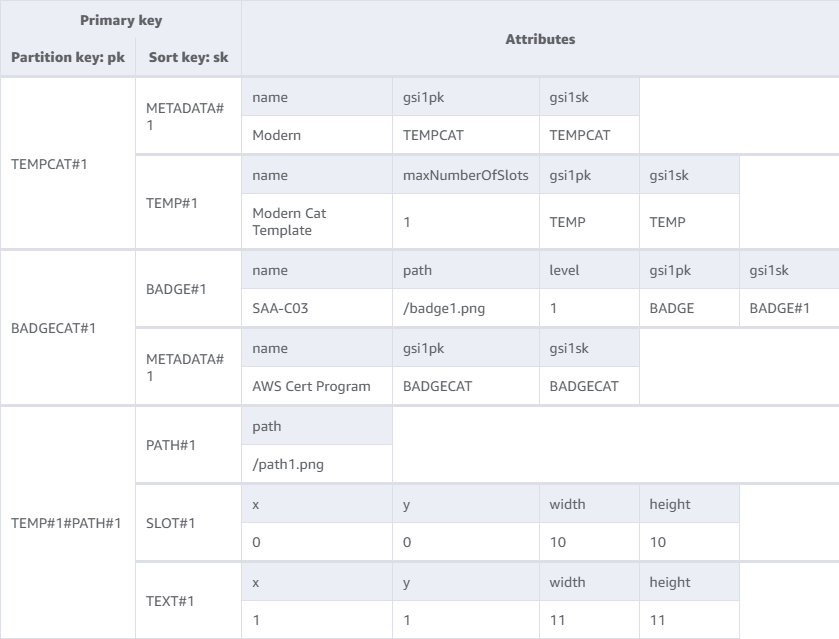 Primary key
Attributes
Partition key: pk Sort key: sk
TEMPCAT#1
METADATA#
1
name gsi1pk gsi1sk
Modern TEMPCAT TEMPCAT
TEMP#1
name maxNumberOfSlots gsi1pk gsi1sk
Modern Cat
Template
1 TEMP TEMP
BADGECAT#1
BADGE#1
name path level gsi1pk gsi1sk
SAA-C03 /badge1.png 1 BADGE BADGE#1
METADATA#
1
name gsi1pk gsi1sk
AWS Cert Program BADGECAT BADGECAT
TEMP#1#PATH#1
PATH#1
path
/path1.png
SLOT#1
x y width height
0 0 10 10
TEXT#1
x y width height
1 1 11 11